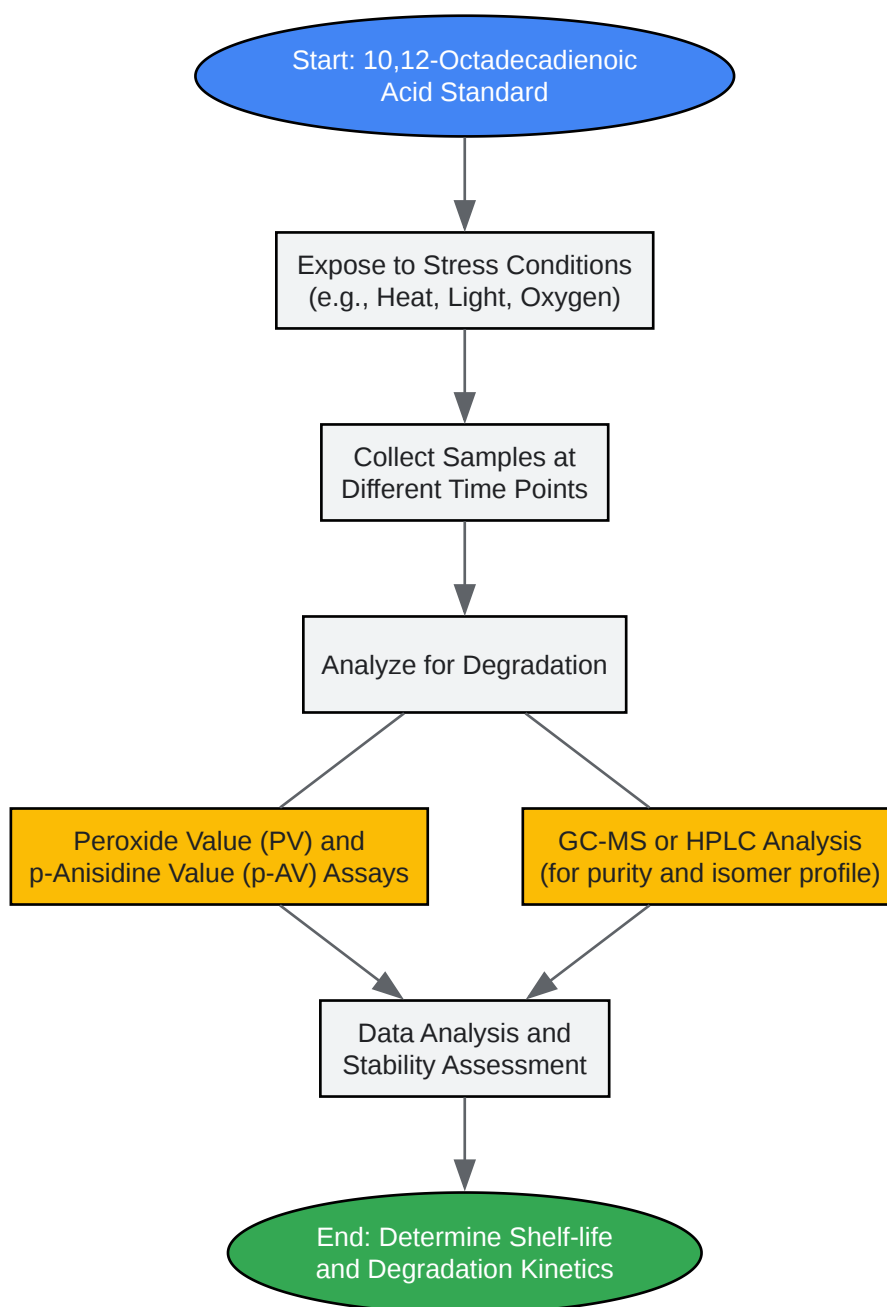 Start: 10,12-Octadecadienoic
Acid Standard
Expose to Stress Conditions
(e.g., Heat, Light, Oxygen)
Collect Samples at
Different Time Points
Analyze for Degradation
Peroxide Value (PV) and
p-Anisidine Value (p-AV) Assays
GC-MS or HPLC Analysis
(for purity and isomer profile)
Data Analysis and
Stability Assessment
End: Determine Shelf-life
and Degradation Kinetics